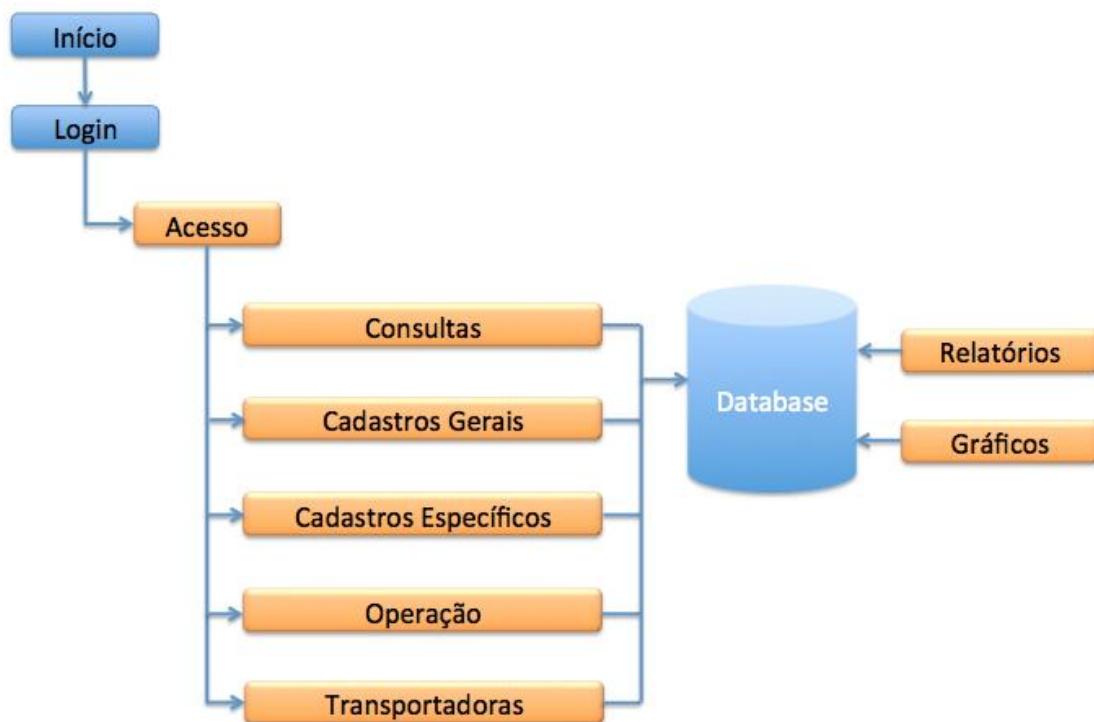 Início
Login
Acesso
Consultas
Cadastros Gerais
Cadastros Específicos
Operação
Transportadoras
Database
Relatórios
Gráficos